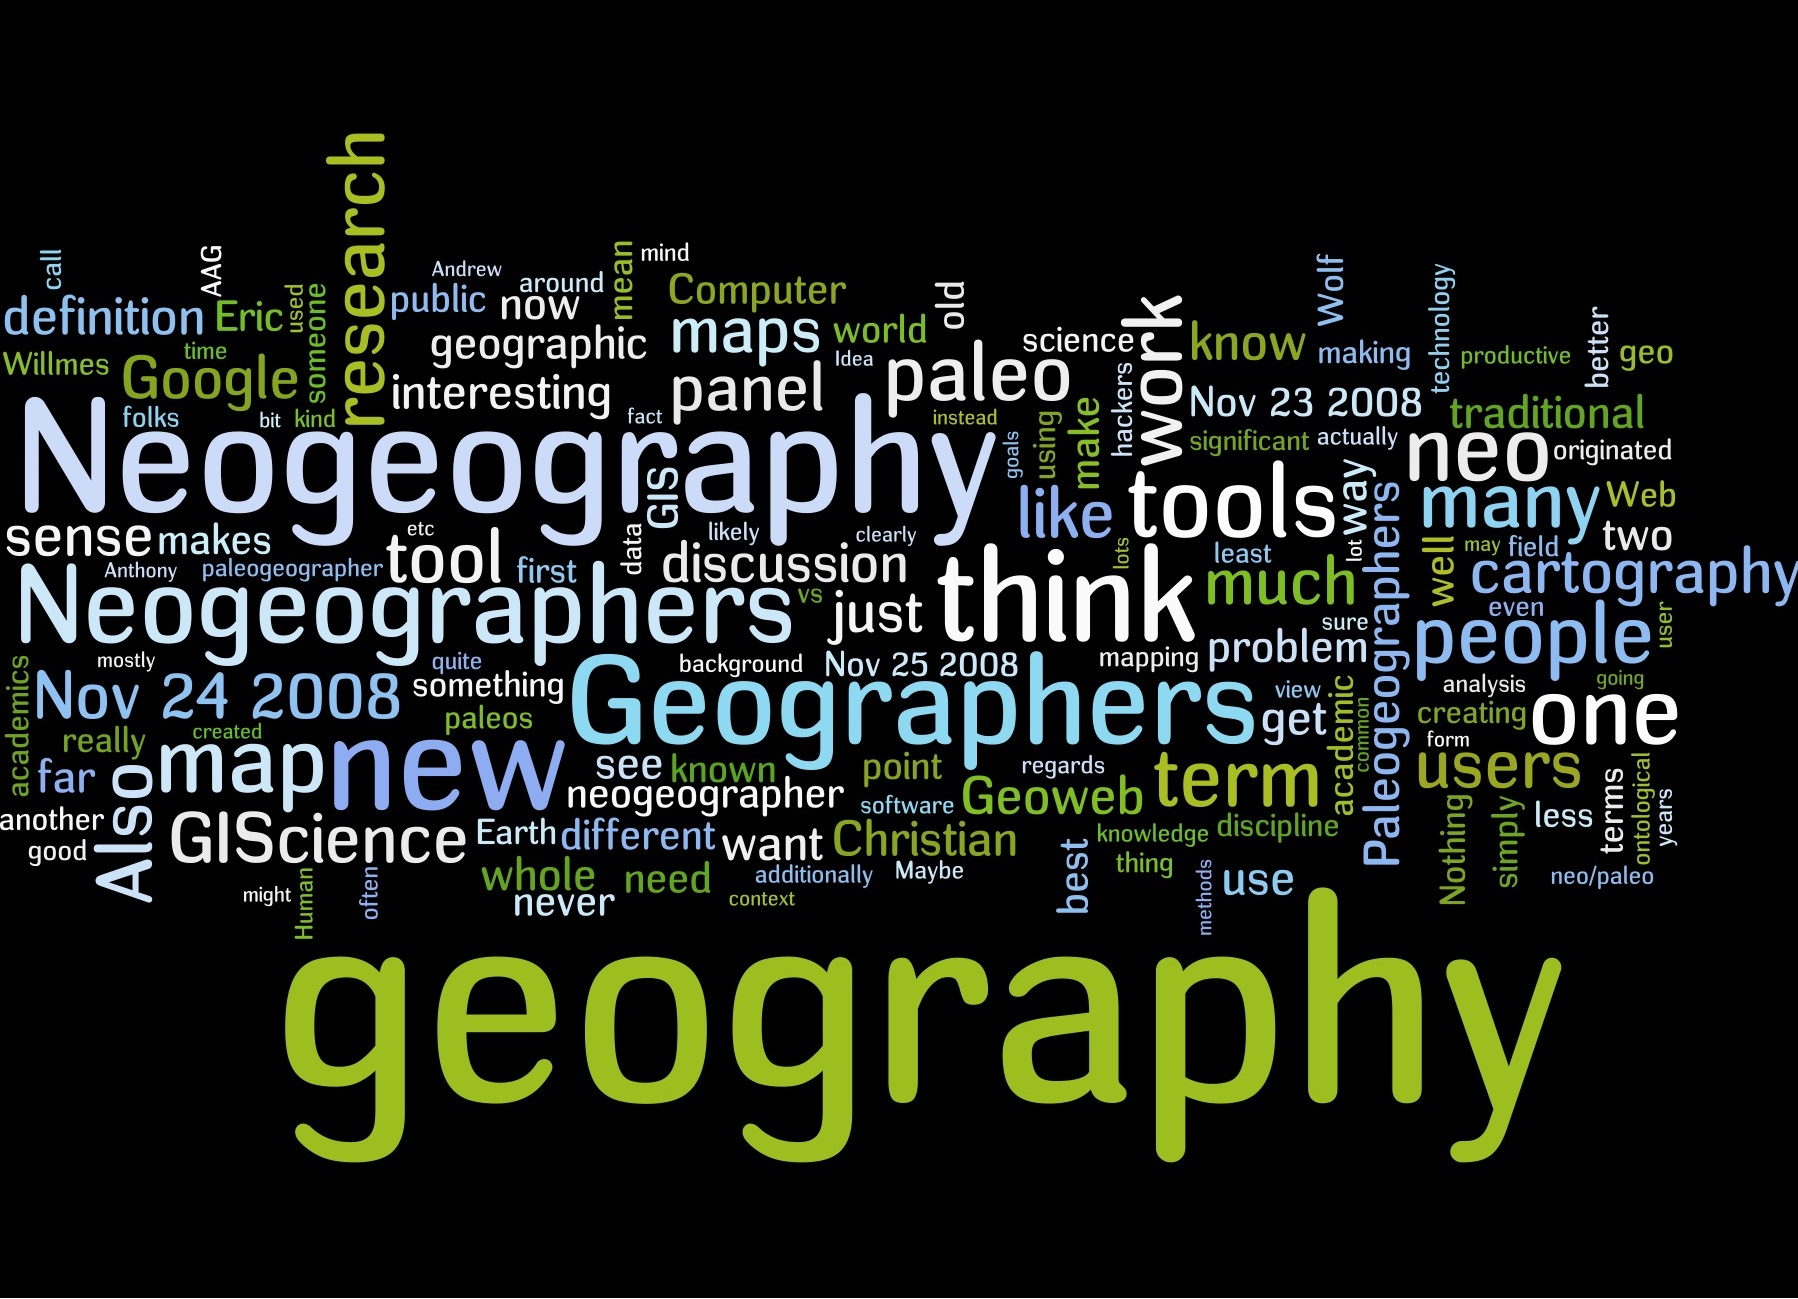 research
call
AAG
Andrew
around
mean
mind
Wolf
technology
definition
Eric
used
someone
public
now
Computer
old
work
better
Willmes
time
Google
geographic
maps
world
Idea
science
know
making
productive
geo
interesting
panel
paleo
hackers
Nov 23 2008
traditional
folks
bit
kind
fact
instead
goals
using
make
significant
actually
neo
originated
Neogeography
GIS
like
tools
way
many
Web
sense
makes
etc
tool
first
data
discussion
likely
clearly
lots
least
lot
Paleogeographers
well
may
field
two
Anthony
paleogeographer
think
much
cartography
Neogeographers
vs
just
sure
even
user
people
mostly
quite
background
Nov 25 2008
mapping
problem
academics
Nov 24 2008
something
Geographers
view
academic
common
analysis
going
really
created
paleos
get
creating
one
form
far
Also
map
new
see
known
point
regards
term
users
terms
ontological
years
neogeographer
software
Geoweb
Nothing
simply
less
another
good
GIScience
Earth
different
want
Christian
knowledge
discipline
might
Human
often
whole
need
additionally
Maybe
best
thing
methods
use
neo/paleo
never
context
geography